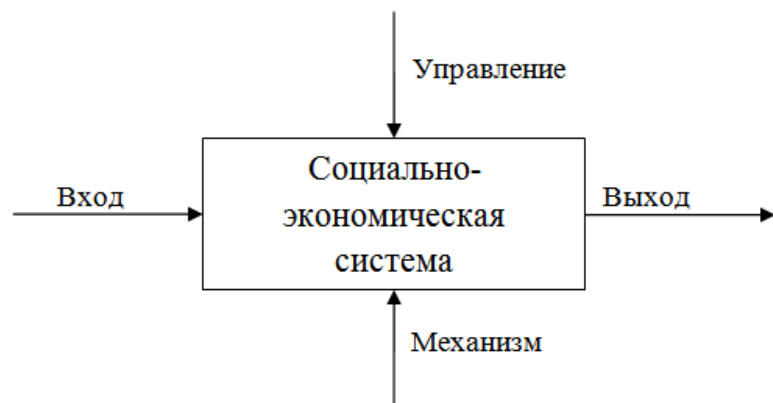 Управление
Социально-
экономическая
система
Вход
Выход
Механизм